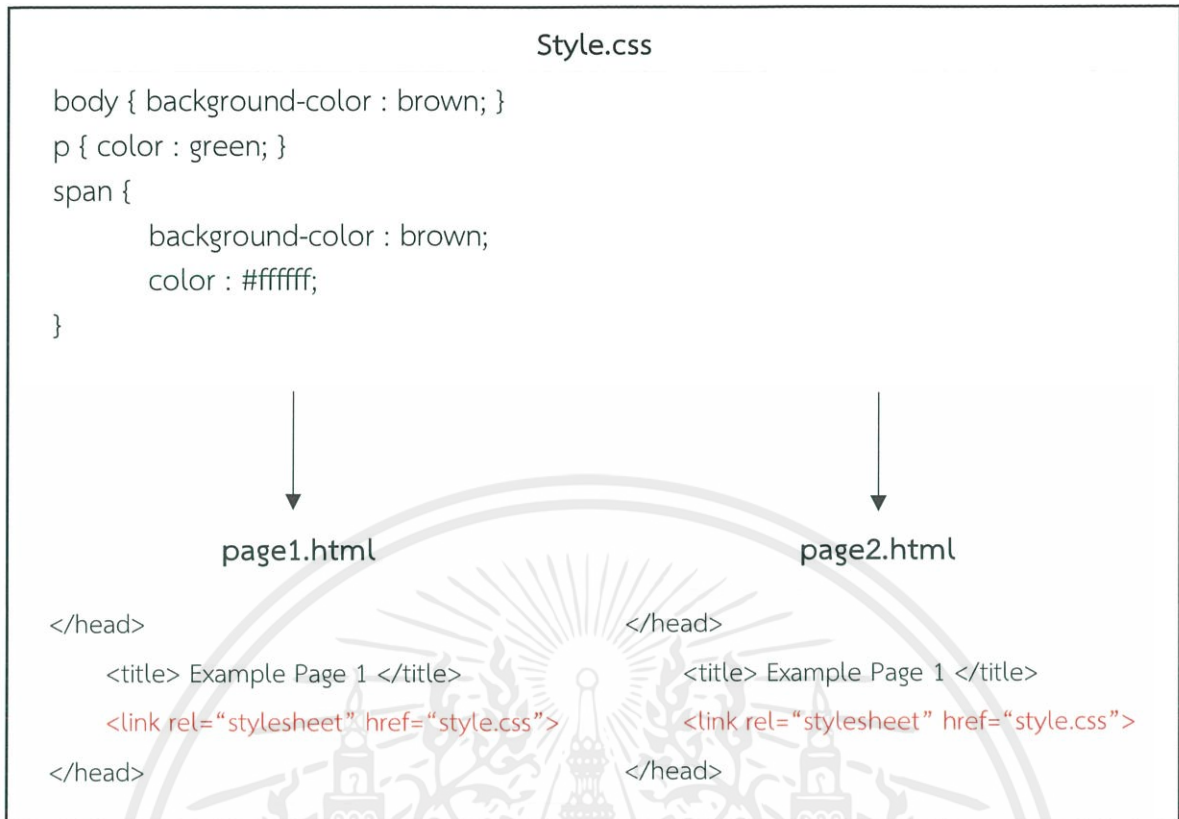 Style.css
body { background-color : brown; }
p { color : green; }
span {
background-color : brown;
color : #ffffff;
}
page1.html
</head>
<title> Example Page 1 </title>
<link rel=“stylesheet” href=“style.css”>
</head>
page2.html
</head>
<title> Example Page 1 </title>
<link rel=“stylesheet” href=“style.css”>
</head>